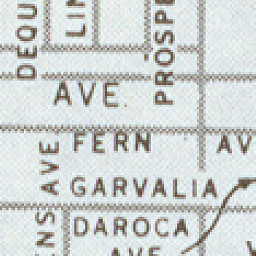 DEQU
LIN
PROSPE
AVE.
FERN AV
AVE
GARVALIA
ENS
DAROCA
AVE